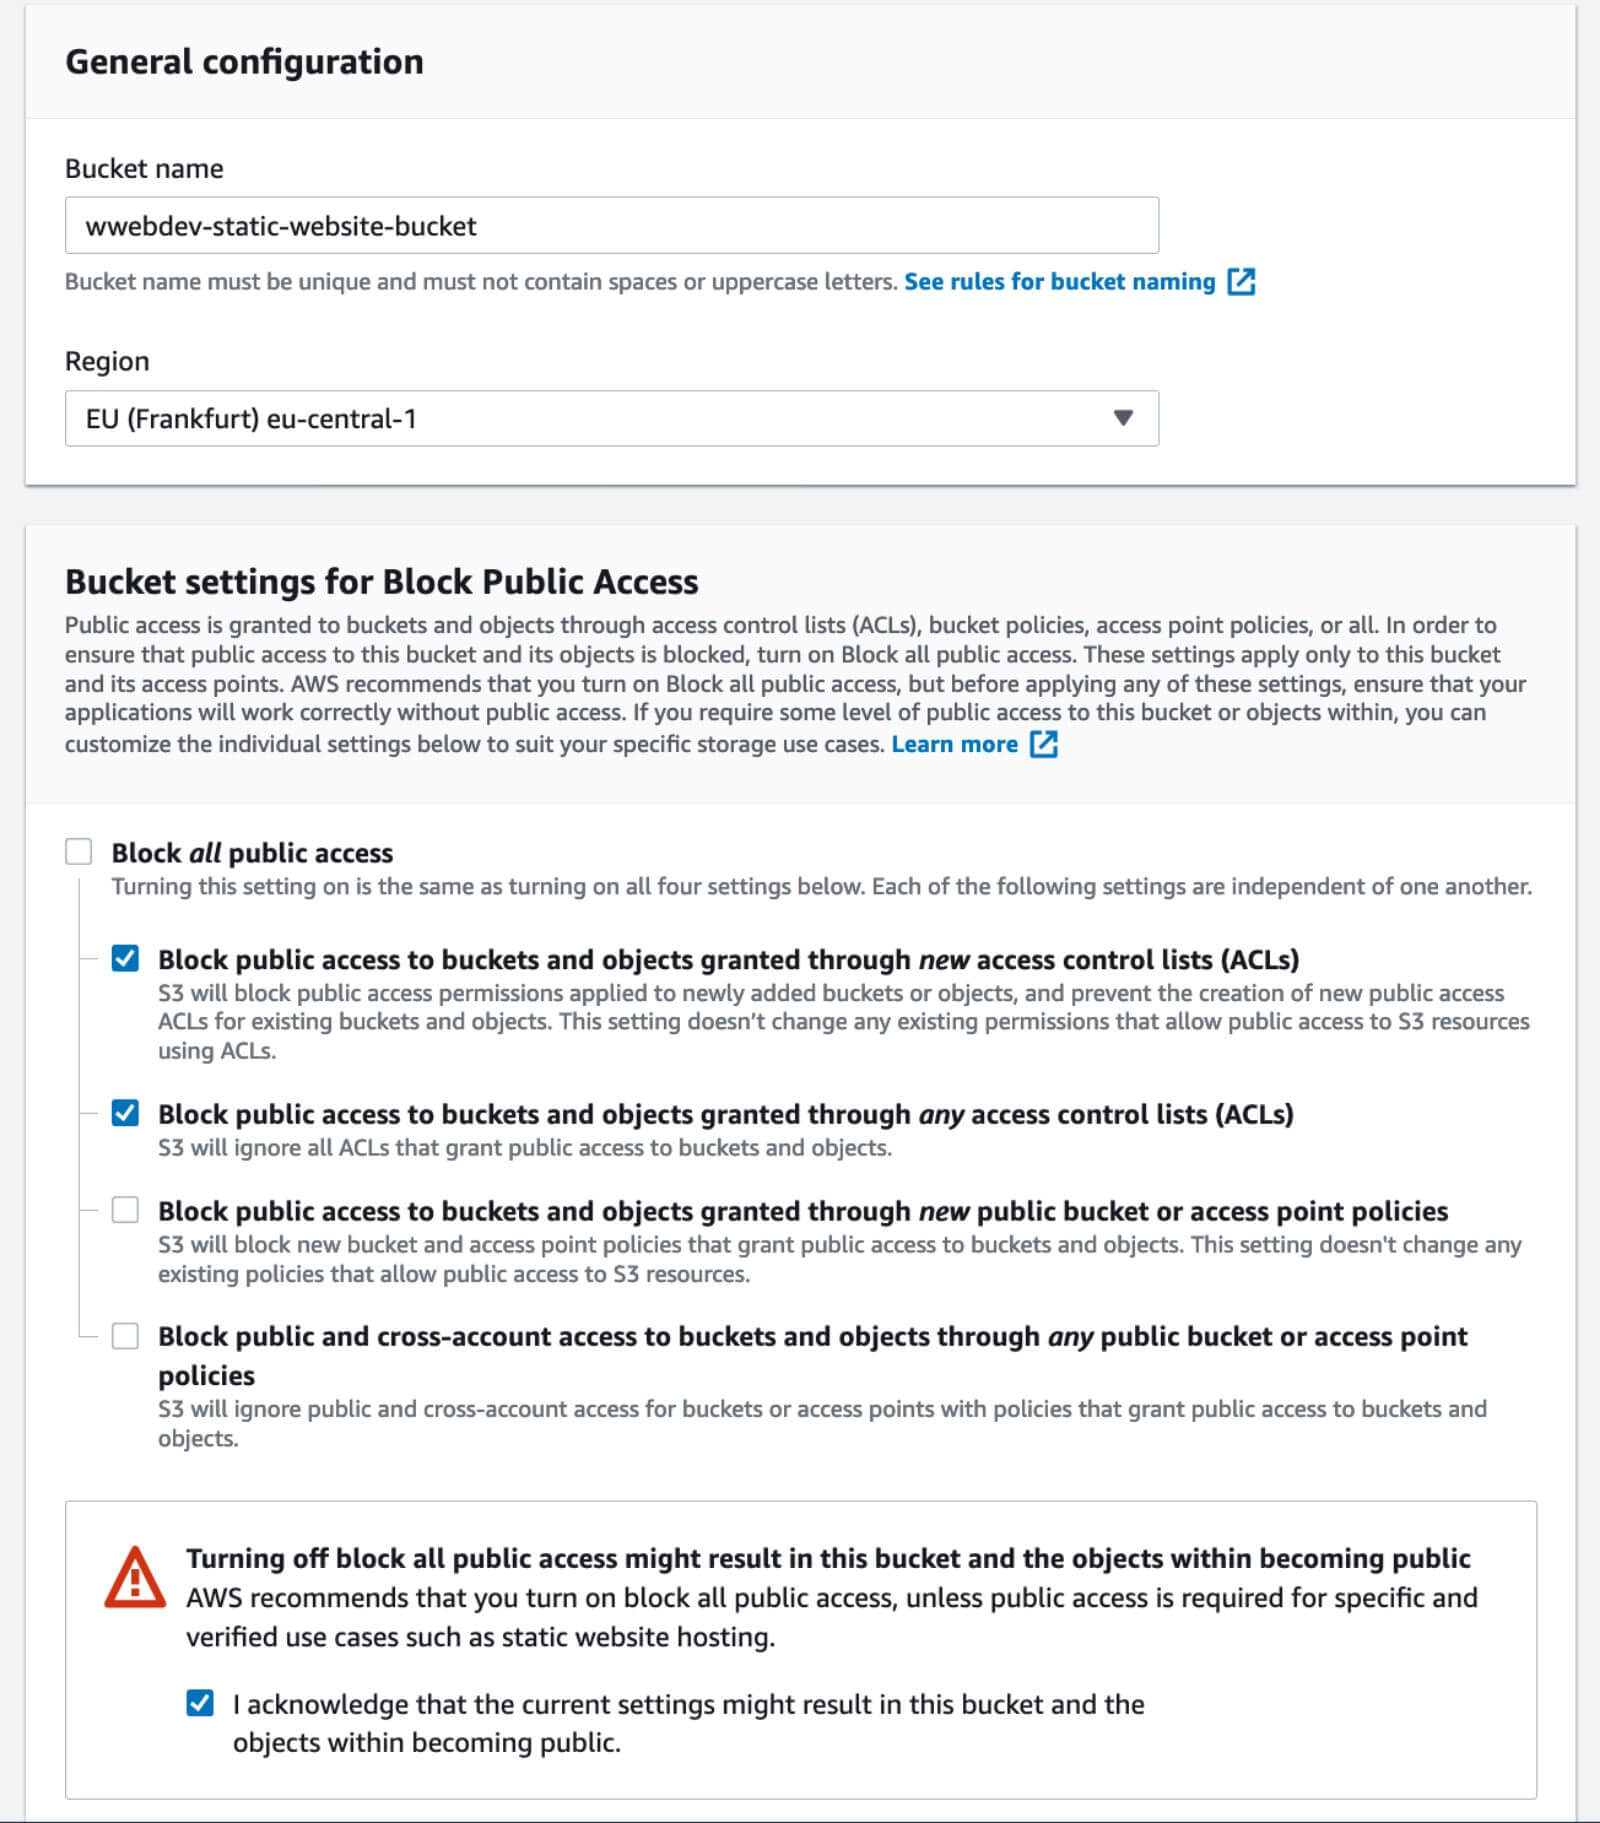 General configuration
Bucket name
wwebdev-static-website-bucket
Bucket name must be unique and must not contain spaces or uppercase letters. See rules for bucket naming
Region
EU (Frankfurt) eu-central-1
Bucket settings for Block Public Access
Public access is granted to buckets and objects through access control lists (ACLs), bucket policies, access point policies, or all. In order to
ensure that public access to this bucket and its objects is blocked, turn on Block all public access. These settings apply only to this bucket
and its access points. AWS recommends that you turn on Block all public access, but before applying any of these settings, ensure that your
applications will work correctly without public access. If you require some level of public access to this bucket or objects within, you can
customize the individual settings below to suit your specific storage use cases. Learn more
Block all public access
Turning this setting on is the same as turning on all four settings below. Each of the following settings are independent of one another.
Block public access to buckets and objects granted through new access control lists (ACLs)
S3 will block public access permissions applied to newly added buckets or objects, and prevent the creation of new public access
ACLs for existing buckets and objects. This setting doesn’t change any existing permissions that allow public access to S3 resources
using ACLs.
Block public access to buckets and objects granted through any access control lists (ACLs)
S3 will ignore all ACLs that grant public access to buckets and objects.
Block public access to buckets and objects granted through new public bucket or access point policies
S3 will block new bucket and access point policies that grant public access to buckets and objects. This setting doesn't change any
existing policies that allow public access to S3 resources.
Block public and cross-account access to buckets and objects through any public bucket or access point
policies
S3 will ignore public and cross-account access for buckets or access points with policies that grant public access to buckets and
objects.
Turning off block all public access might result in this bucket and the objects within becoming public
AWS recommends that you turn on block all public access, unless public access is required for specific and
verified use cases such as static website hosting.
I acknowledge that the current settings might result in this bucket and the
objects within becoming public.